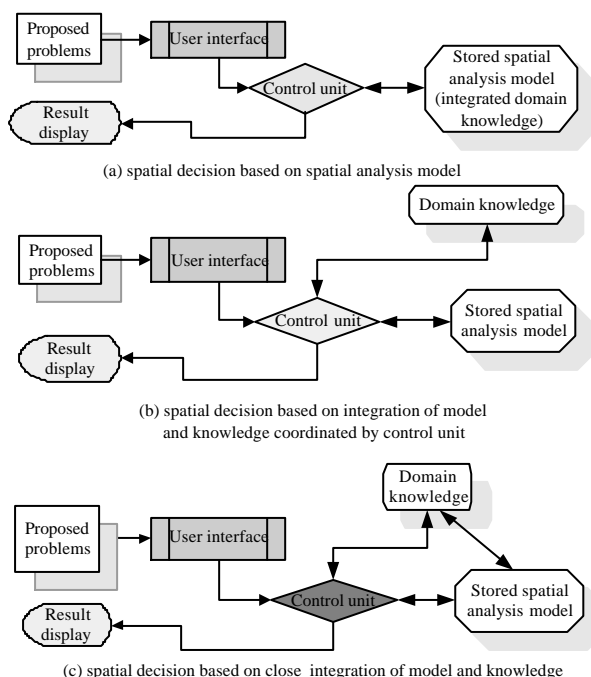 Proposed
problems
User interface
Control unit
Stored spatial
analysis model
(integrated domain
knowledge)
Result
display
(a) spatial decision based on spatial analysis model
Domain knowledge
Proposed
problems
User interface
Control unit
Stored spatial
analysis model
Result
display
(b) spatial decision based on integration of model
and knowledge coordinated by control unit
Domain
knowledge
Proposed
problems
User interface
Control unit
Stored spatial
analysis model
Result
display
(c) spatial decision based on close integration of model and knowledge